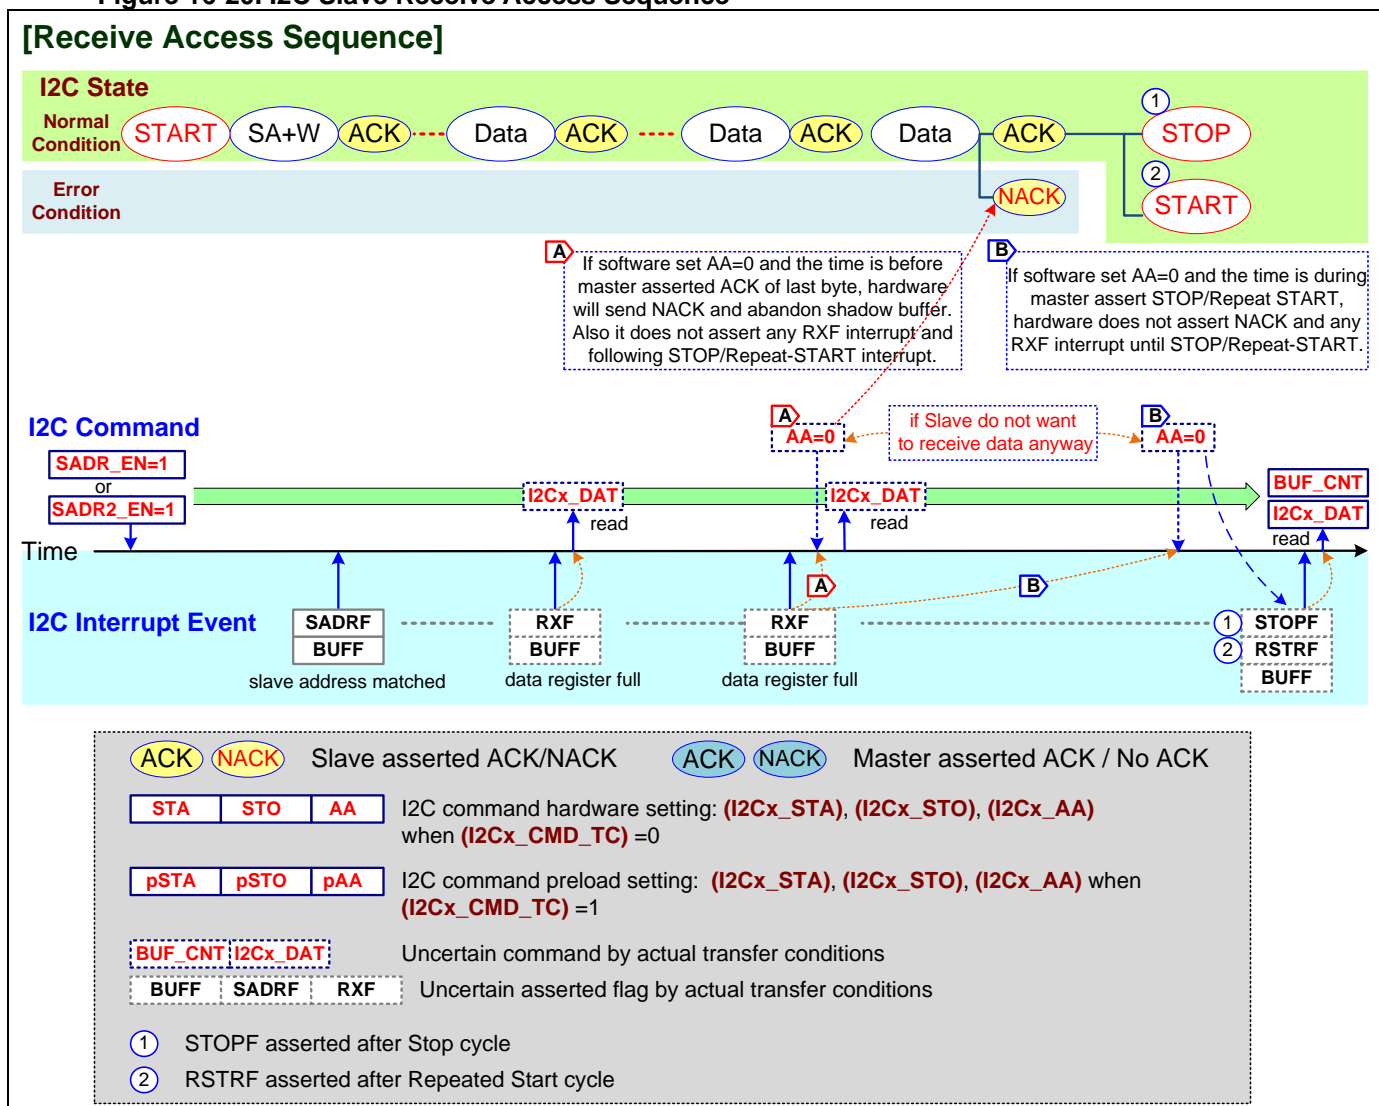 Figure 10-20. I2C Slave Receive Access Sequence
[Receive Access Sequence]
I2C State
Normal
Condition
START
SA+W
ACK
Data
ACK
Data
ACK
Data
ACK
1
STOP
2
START
Error
Condition
NACK
A
If software set AA=0 and the time is before
master asserted ACK of last byte, hardware
will send NACK and abandon shadow buffer.
Also it does not assert any RXF interrupt and
following STOP/Repeat-START interrupt.
B
If software set AA=0 and the time is during
master assert STOP/Repeat START,
hardware does not assert NACK and any
RXF interrupt until STOP/Repeat-START.
I2C Command
SADR_EN=1
or
SADR2_EN=1
A
AA=0
if Slave do not want
to receive data anyway
B
AA=0
I2Cx_DAT
read
I2Cx_DAT
read
BUF_CNT
I2Cx_DAT
read
Time
A
B
I2C Interrupt Event
SADRF
BUFF
slave address matched
RXF
BUFF
data register full
RXF
BUFF
data register full
1 STOPF
2 RSTRF
BUFF
ACK NACK Slave asserted ACK/NACK
ACK NACK Master asserted ACK / No ACK
STA STO AA I2C command hardware setting: (I2Cx_STA), (I2Cx_STO), (I2Cx_AA)
when (I2Cx_CMD_TC) =0
pSTA pSTO pAA I2C command preload setting: (I2Cx_STA), (I2Cx_STO), (I2Cx_AA) when
(I2Cx_CMD_TC) =1
BUF_CNT I2Cx_DAT Uncertain command by actual transfer conditions
BUFF SADRF RXF Uncertain asserted flag by actual transfer conditions
1 STOPF asserted after Stop cycle
2 RSTRF asserted after Repeated Start cycle